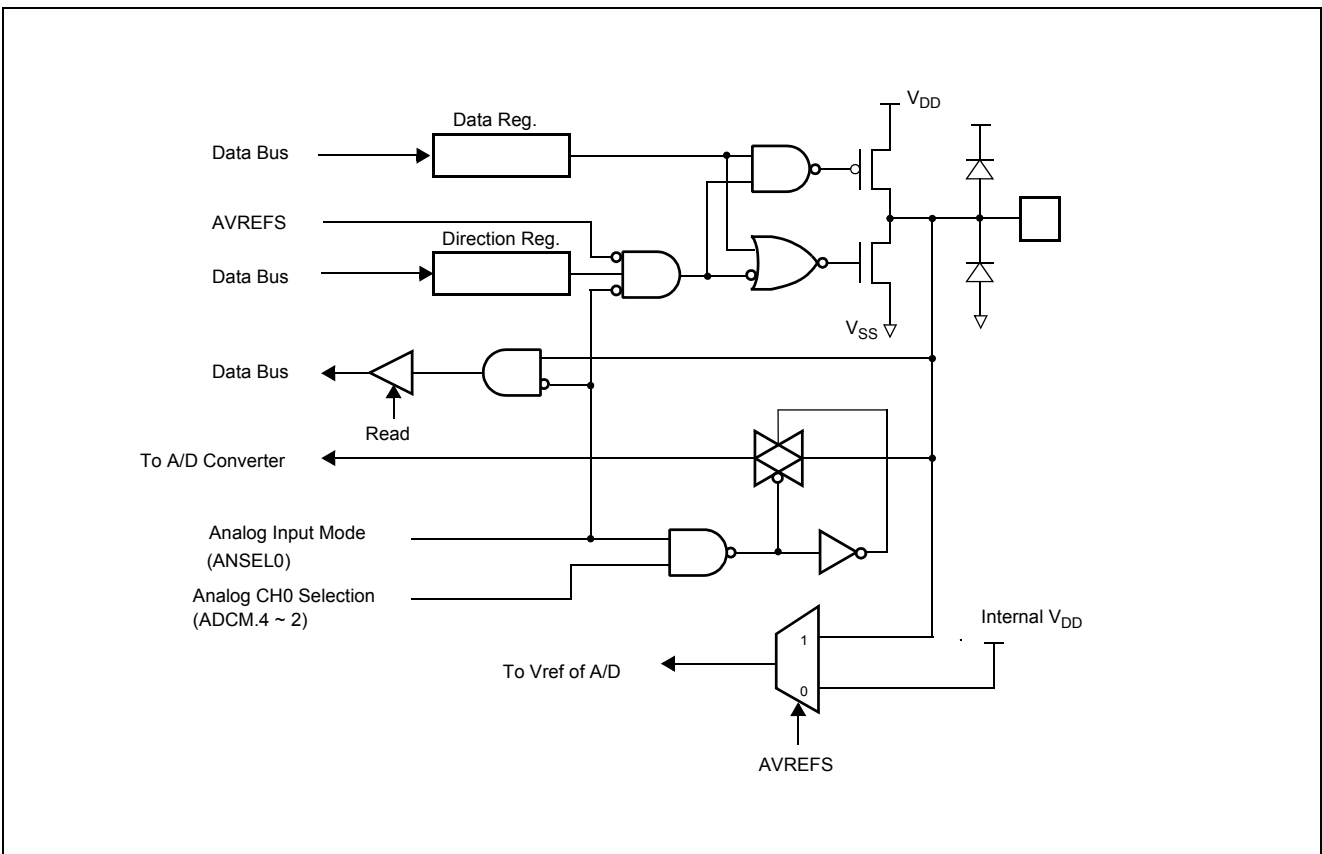 VDD
Data Reg.
Data Bus
AVREFS
Direction Reg.
Data Bus
VSS
Data Bus
Read
To A/D Converter
Analog Input Mode
(ANSEL0)
Analog CH0 Selection
(ADCM.4 ~ 2)
Internal VDD
1
To Vref of A/D
0
AVREFS